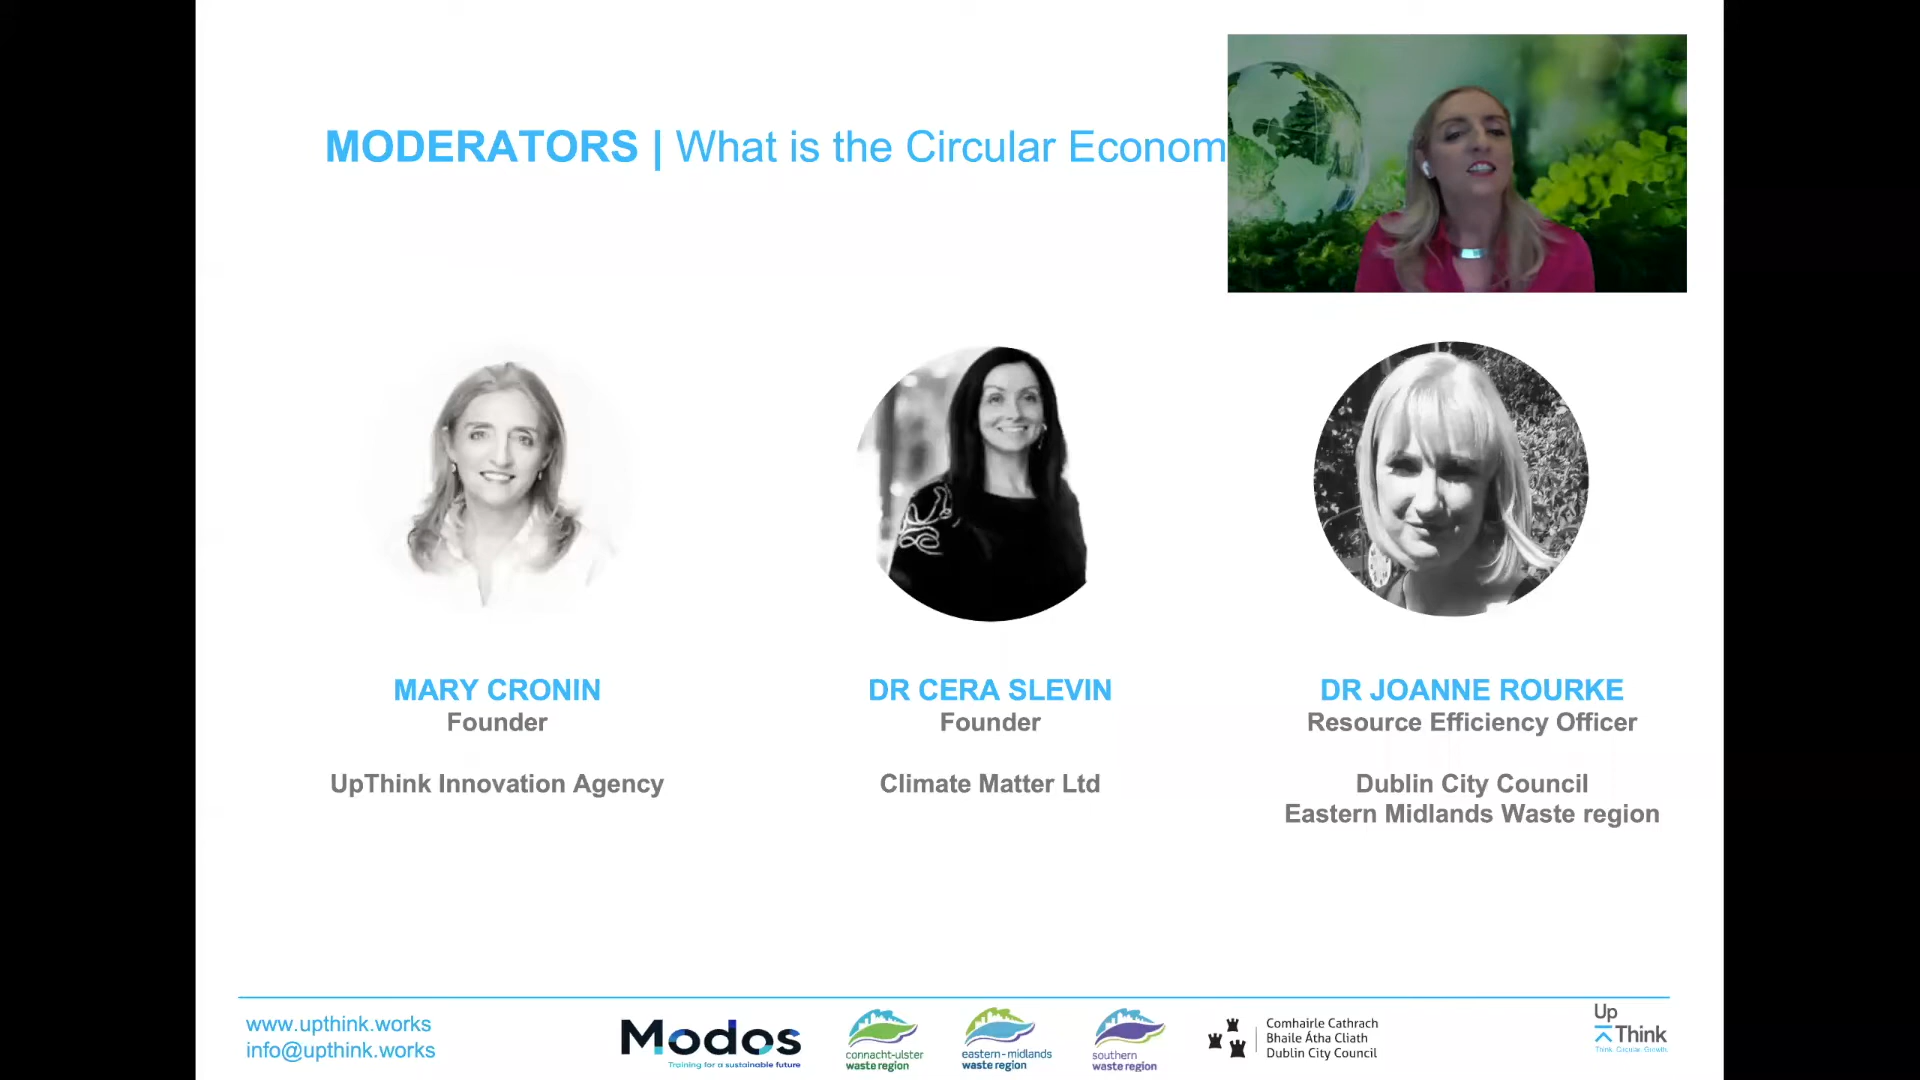 MODERATORS | What is the Circular Econom
MARY CRONIN
Founder
UpThink Innovation Agency
DR CERA SLEVIN
Founder
Climate Matter Ltd
DR JOANNE ROURKE
Resource Efficiency Officer
Dublin City Council
Eastern Midlands Waste region
www.upthink.works
info@upthink.works
Modos
Training for a sustainable future
connacht-ulster
waste region
eastern-midlands
waste region
southern
waste region
Comhairle Cathrach
Bhaile Átha Cliath
Dublin City Council
Up
Think
Think. Circular. Growth.